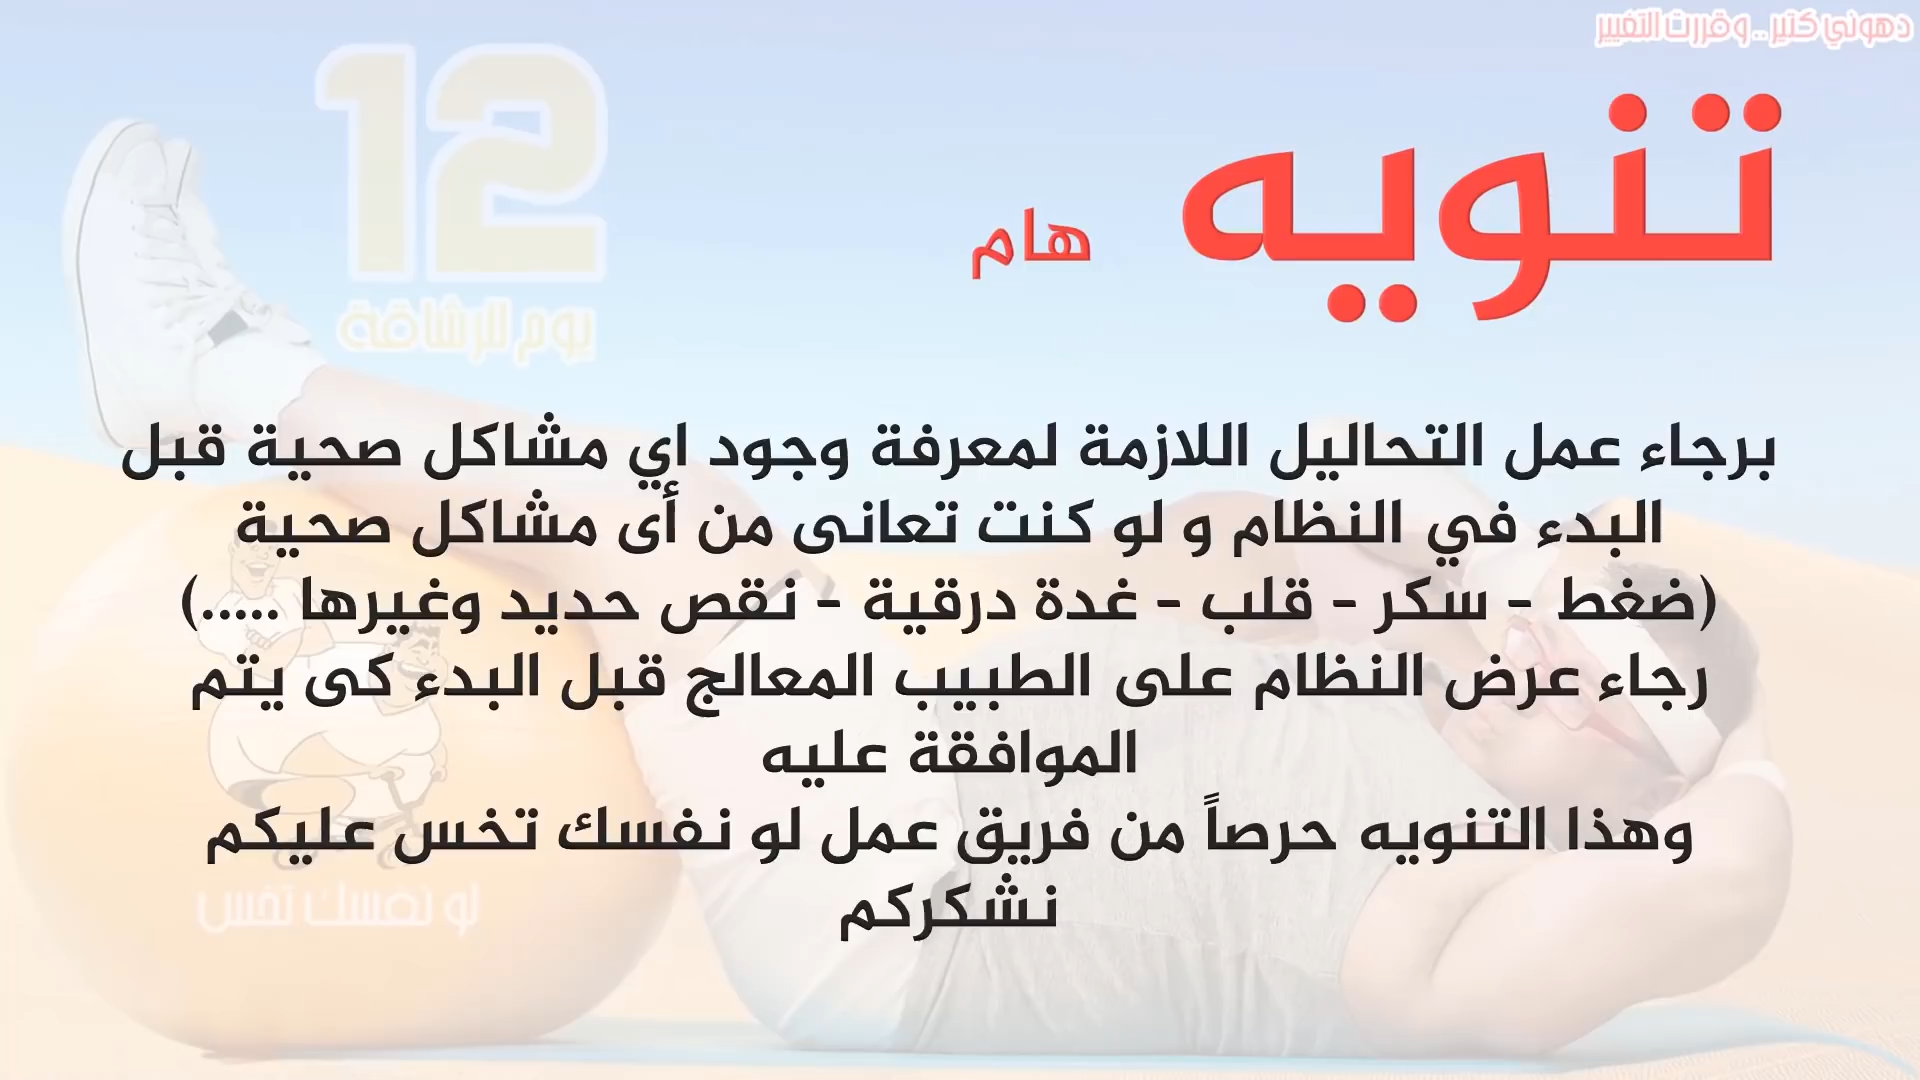 دهوني كتير .. و قررت التغيير
12
يوم للرشاقة
تنويه هام
برجاء عمل التحاليل اللازمة لمعرفة وجود اي مشاكل صحية قبل
البدء في النظام و لو كنت تعانى من أى مشاكل صحية
(ضغط - سكر - قلب - غدة درقية - نقص حديد وغيرها .....)
رجاء عرض النظام على الطبيب المعالج قبل البدء كى يتم
الموافقة عليه
وهذا التنويه حرصاً من فريق عمل لو نفسك تخس عليكم
نشكركم
لو نفسك تخس